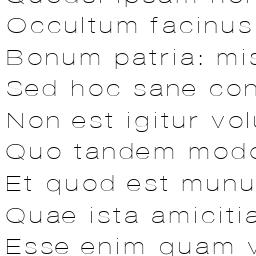 Occultum facinus
Bonum patria: mis
Sed hoc sane con
Non est igitur volu
Quo tandem modo
Et quod est munu
Quae ista amicitia
Esse enim quam v